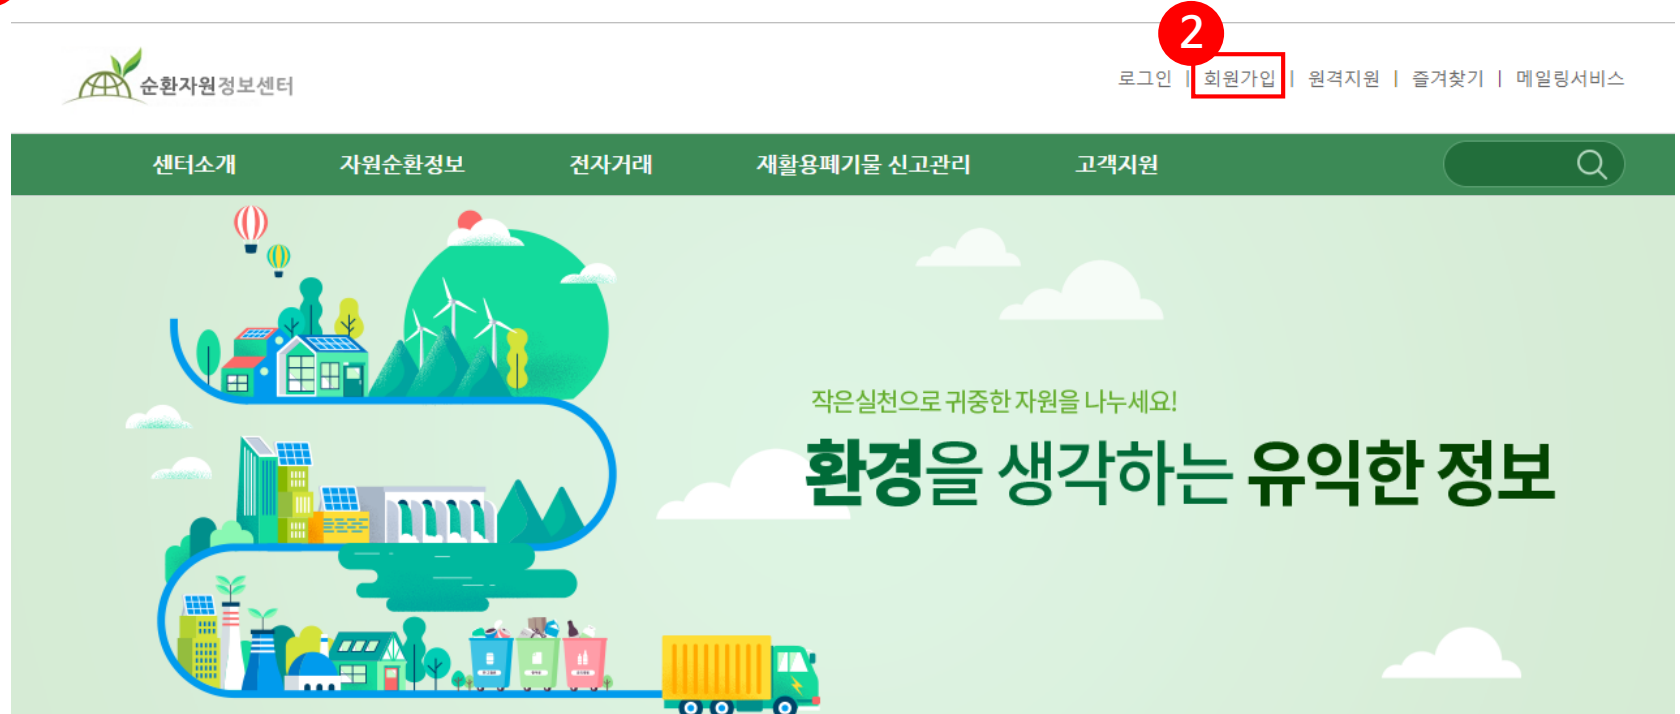 2
순환자원정보센터
로그인 | 회원가입 | 원격지원 | 즐겨찾기 | 메일링서비스
센터소개 자원순환정보 전자거래 재활용폐기물 신고관리 고객지원
작은실천으로 귀중한 자원을 나누세요!
환경을 생각하는 유익한 정보